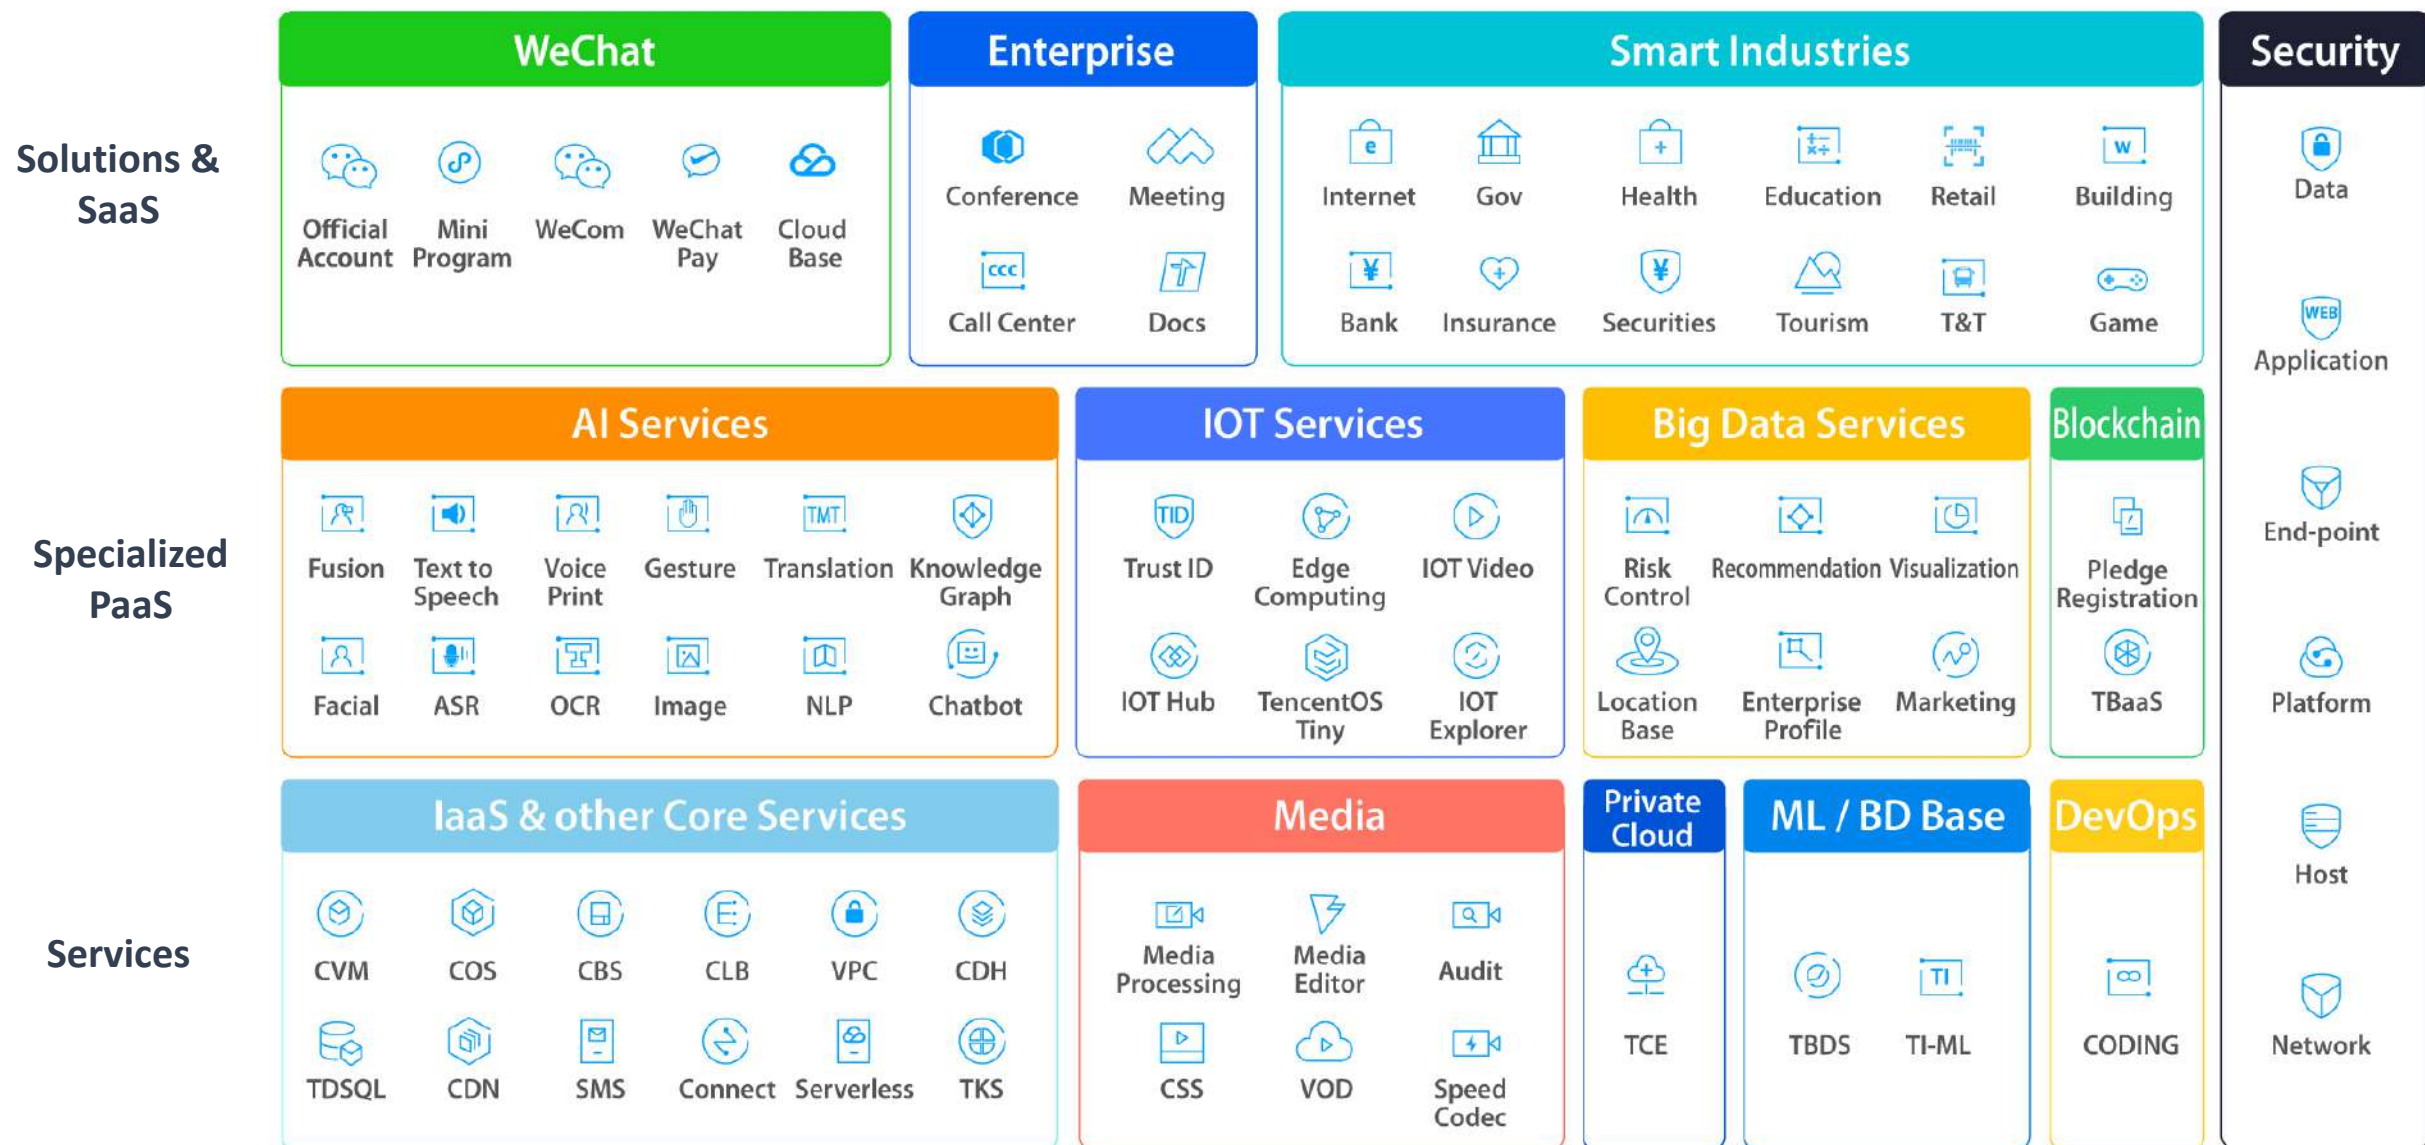 WeChat
Enterprise
Smart Industries
Security
Solutions &
SaaS
Official
Account
Mini
Program
WeCom
WeChat
Pay
Cloud
Base
Conference
Meeting
ccc
Call Center
Docs
e
Internet
Gov
Health
Education
Retail
W
Building
¥
Bank
Insurance
¥
Securities
Tourism
T&T
Game
Data
WEB
Application
End-point
Platform
Host
Network
Specialized
PaaS
AI Services
IOT Services
Big Data Services
Blockchain
Fusion
Text to
Speech
Voice
Print
Gesture
TMT
Translation
Knowledge
Graph
Facial
ASR
OCR
Image
NLP
Chatbot
TID
Trust ID
Edge
Computing
IOT Video
IOT Hub
TencentOS
Tiny
IOT
Explorer
Risk
Control
Recommendation
Visualization
Location
Base
Enterprise
Profile
Marketing
Pledge
Registration
TBaaS
Services
IaaS & other Core Services
Media
Private
Cloud
ML / BD Base
DevOps
CVM
COS
CBS
CLB
VPC
CDH
TDSQL
CDN
SMS
Connect
Serverless
TKS
Media
Processing
Media
Editor
Audit
CSS
VOD
Speed
Codec
TCE
TBDS
TI
TI-ML
CODING